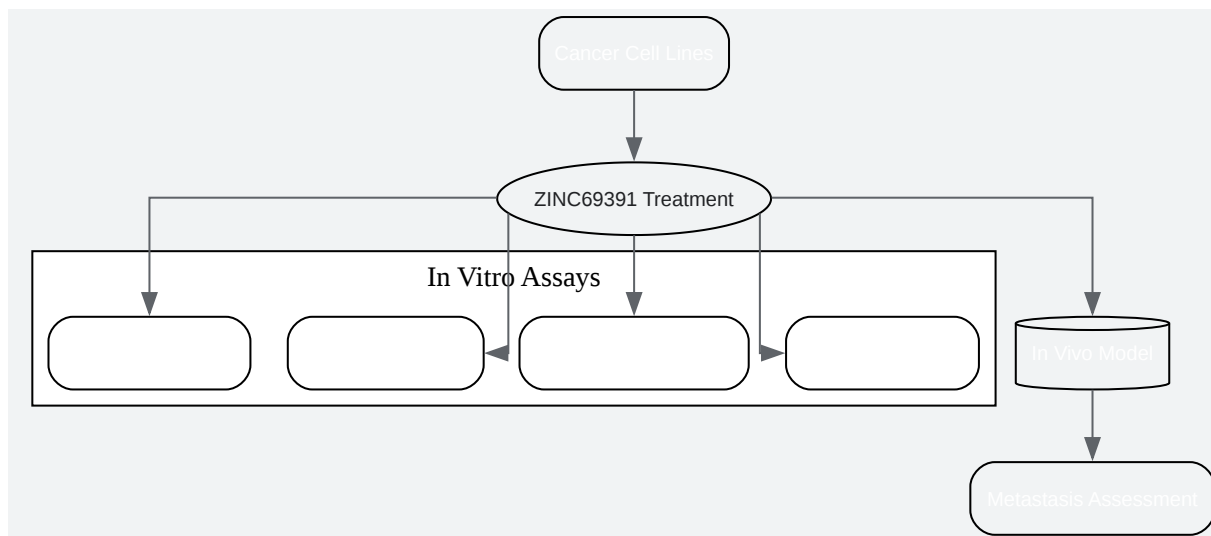 Cancer Cell Lines
ZINC69391 Treatment
In Vitro Assays
In Vivo Model
Metastasis Assessment